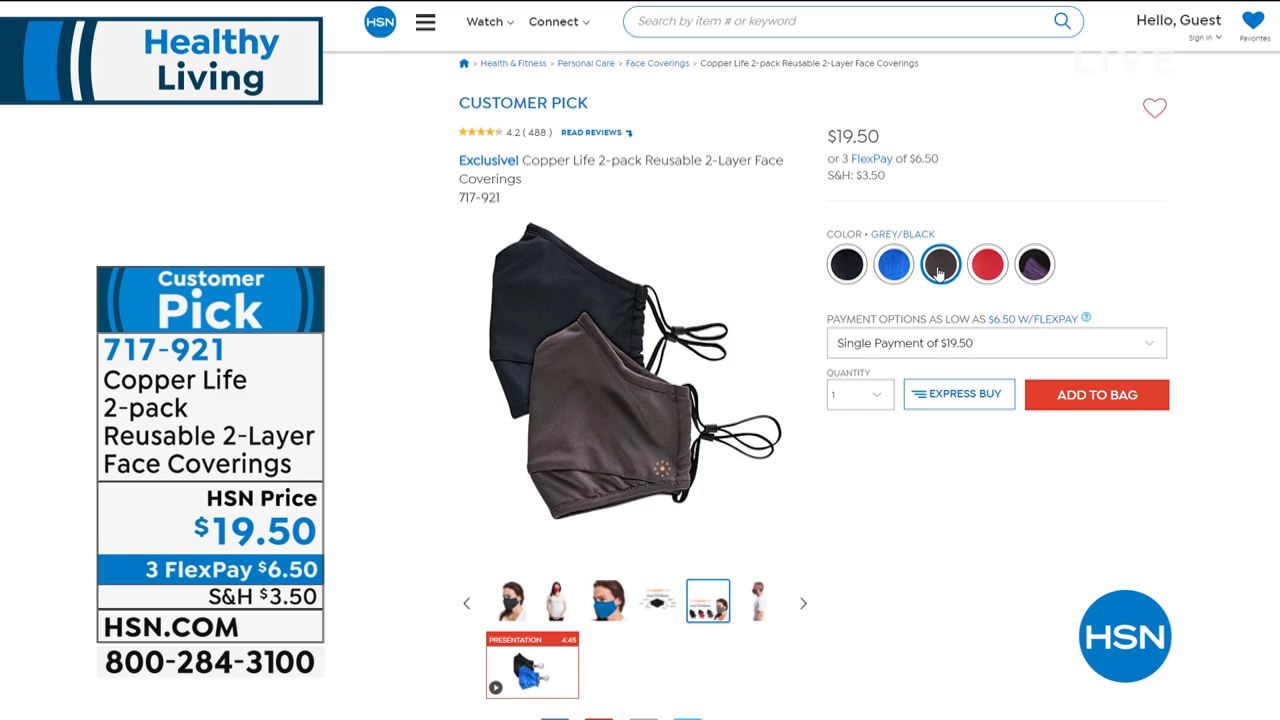 Healthy
Living
Customer
Pick
717-921
Copper Life
2-pack
Reusable 2-Layer
Face Coverings
HSN Price
$19.50
3 FlexPay $6.50
S&H $3.50
HSN.COM
800-284-3100
HSN
Watch
Connect
Search by item # or keyword
Hello, Guest
Sign In
Favorites
LIVE
> Health & Fitness > Personal Care > Face Coverings > Copper Life 2-pack Reusable 2-Layer Face Coverings
CUSTOMER PICK
4.2 ( 488 ) READ REVIEWS
Exclusive! Copper Life 2-pack Reusable 2-Layer Face
Coverings
717-921
$19.50
or 3 FlexPay of $6.50
S&H: $3.50
COLOR • GREY/BLACK
PAYMENT OPTIONS AS LOW AS $6.50 W/FLEXPAY ?
Single Payment of $19.50
QUANTITY
1
EXPRESS BUY
ADD TO BAG
PRESENTATION 4:45
HSN